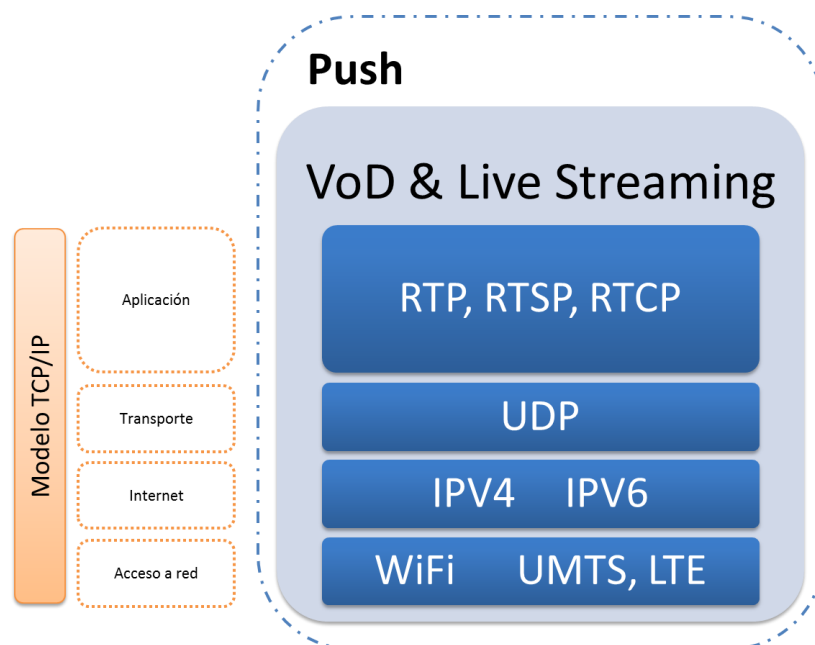 Push
VoD & Live Streaming
Modelo TCP/IP
Aplicación
RTP, RTSP, RTCP
Transporte
UDP
Internet
IPV4 IPV6
Acceso a red
WiFi UMTS, LTE